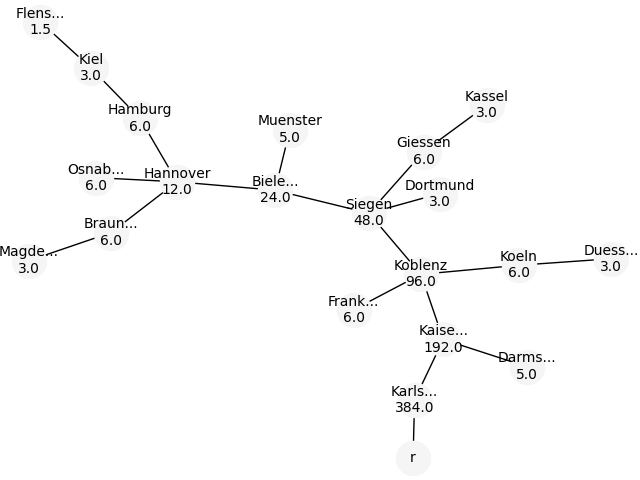 Flens...
1.5
Kiel
3.0
Hamburg
6.0
Kassel
3.0
Muenster
5.0
Giessen
6.0
Osnab...
6.0
Hannover
12.0
Biele...
24.0
Dortmund
3.0
Siegen
48.0
Braun...
6.0
Magde...
3.0
Koblenz
96.0
Koeln
6.0
Duess...
3.0
Frank...
6.0
Kaise...
192.0
Darms...
5.0
Karls...
384.0
r